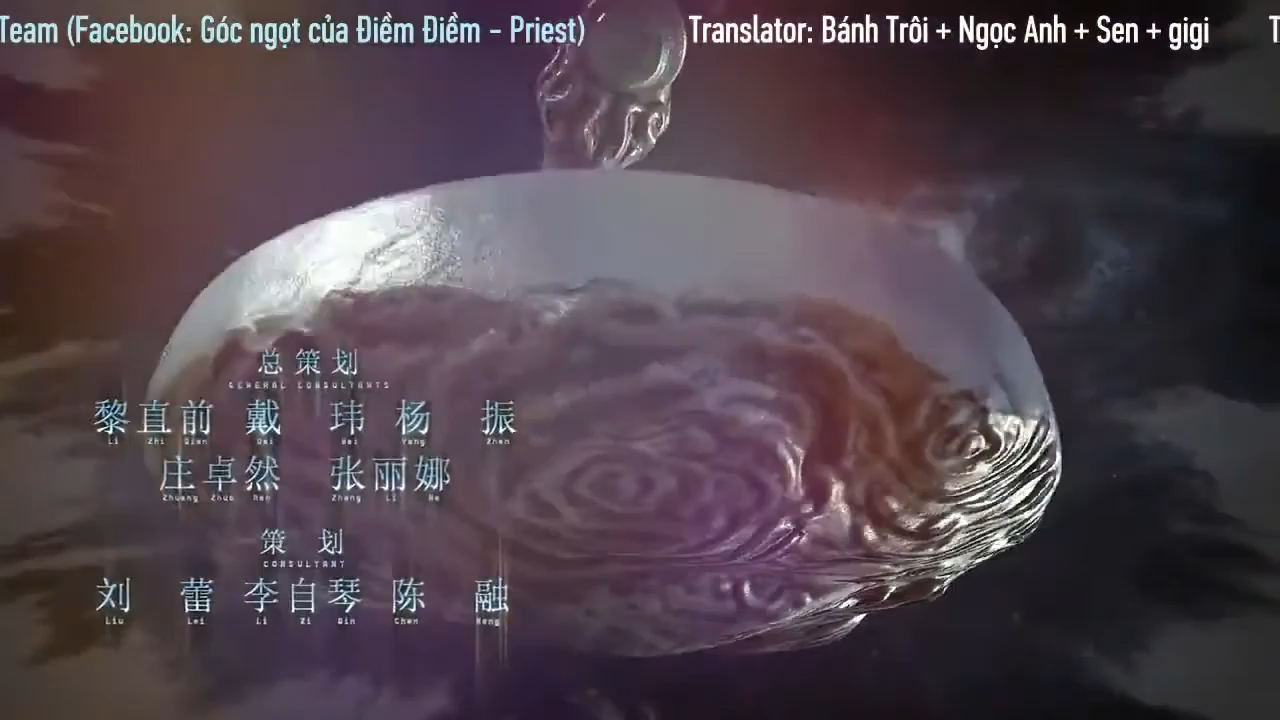 Team (Facebook: Góc ngọt của Điềm Điềm - Priest) Translator: Bánh Trôi + Ngọc Anh + Sen + gigi T
总策划
GENERAL CONSULTANTS
黎直前 戴玮 杨振
Li Zhi Qian Dai Wei Yang Zhen
庄卓然 张丽娜
Zhuang Zhuo Ran Zhang Li Na
策划
CONSULTANT
刘蕾 李自琴 陈融
Liu Lei Li Zi Qin Chen Rong